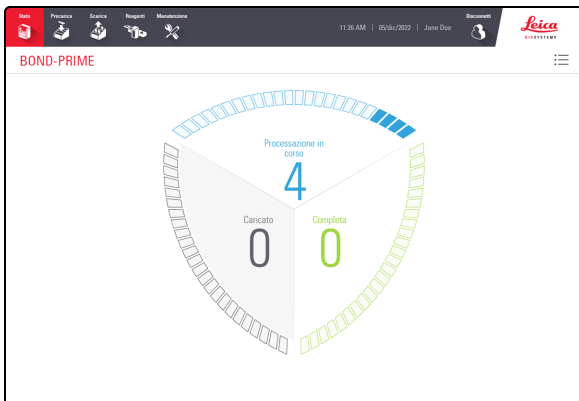 Stato Precarica Scarica Reagenti Manutenzione Disconnetti
11:26 AM | 05/dic/2022 | Jane Doe
Leica
BIOSYSTEMS
BOND-PRIME
Processazione in
corso
4
Caricato Completa
0 0